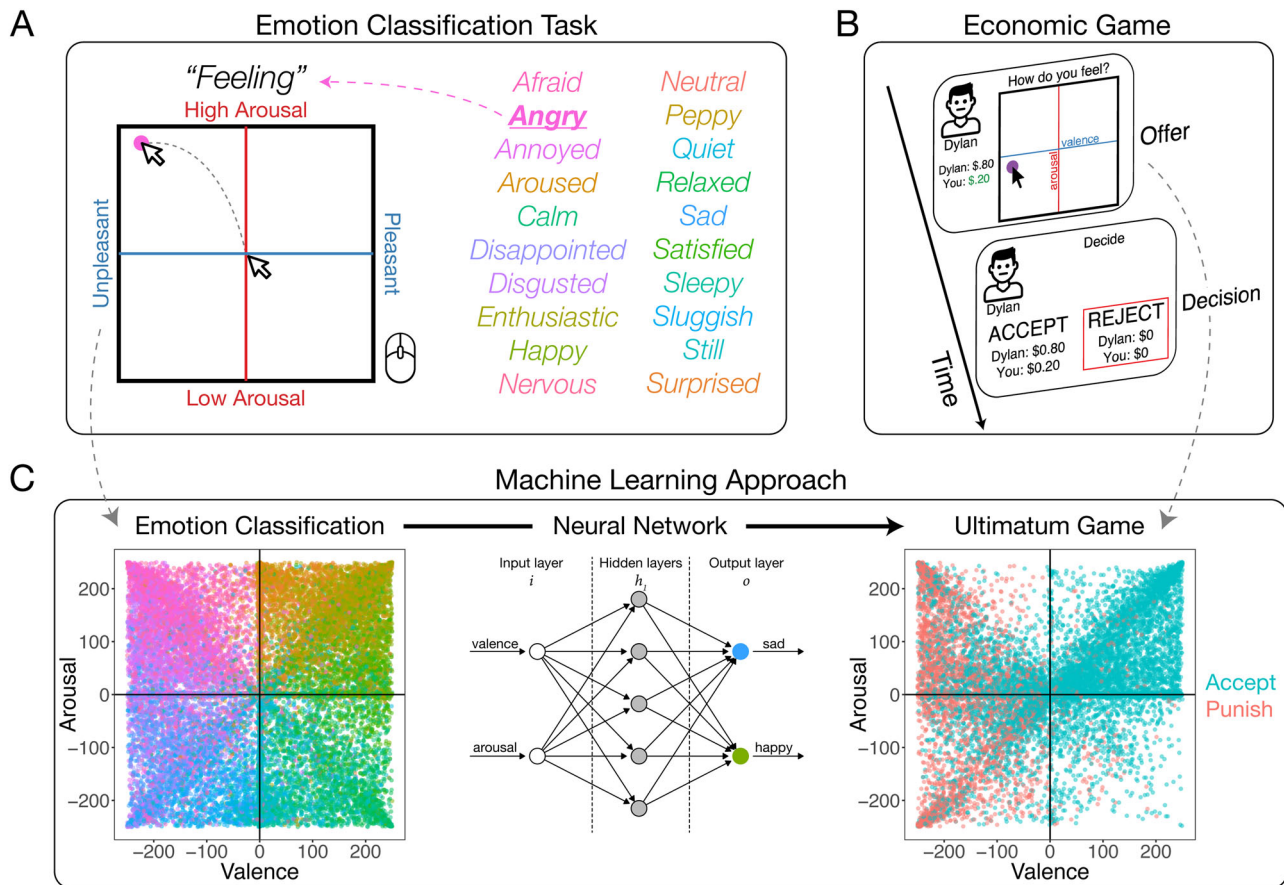 A
Emotion Classification Task
“Feeling”
High Arousal
Unpleasant
Pleasant
Low Arousal
Afraid
Angry
Annoyed
Aroused
Calm
Disappointed
Disgusted
Enthusiastic
Happy
Nervous
Neutral
Peppy
Quiet
Relaxed
Sad
Satisfied
Sleepy
Sluggish
Still
Surprised
B
Economic Game
How do you feel?
Dylan
Dylan: $.80
You: $.20
valence
arousal
Offer
Decide
Dylan
ACCEPT
Dylan: $0.80
You: $0.20
REJECT
Dylan: $0
You: $0
Decision
Time
C
Machine Learning Approach
Emotion Classification
Neural Network
Ultimatum Game
Arousal
200
100
0
−100
−200
−200
−100
0
100
200
Valence
Input layer
i
Hidden layers
h_l
Output layer
o
valence
arousal
sad
happy
Arousal
200
100
0
−100
−200
−200
−100
0
100
200
Valence
Accept
Punish